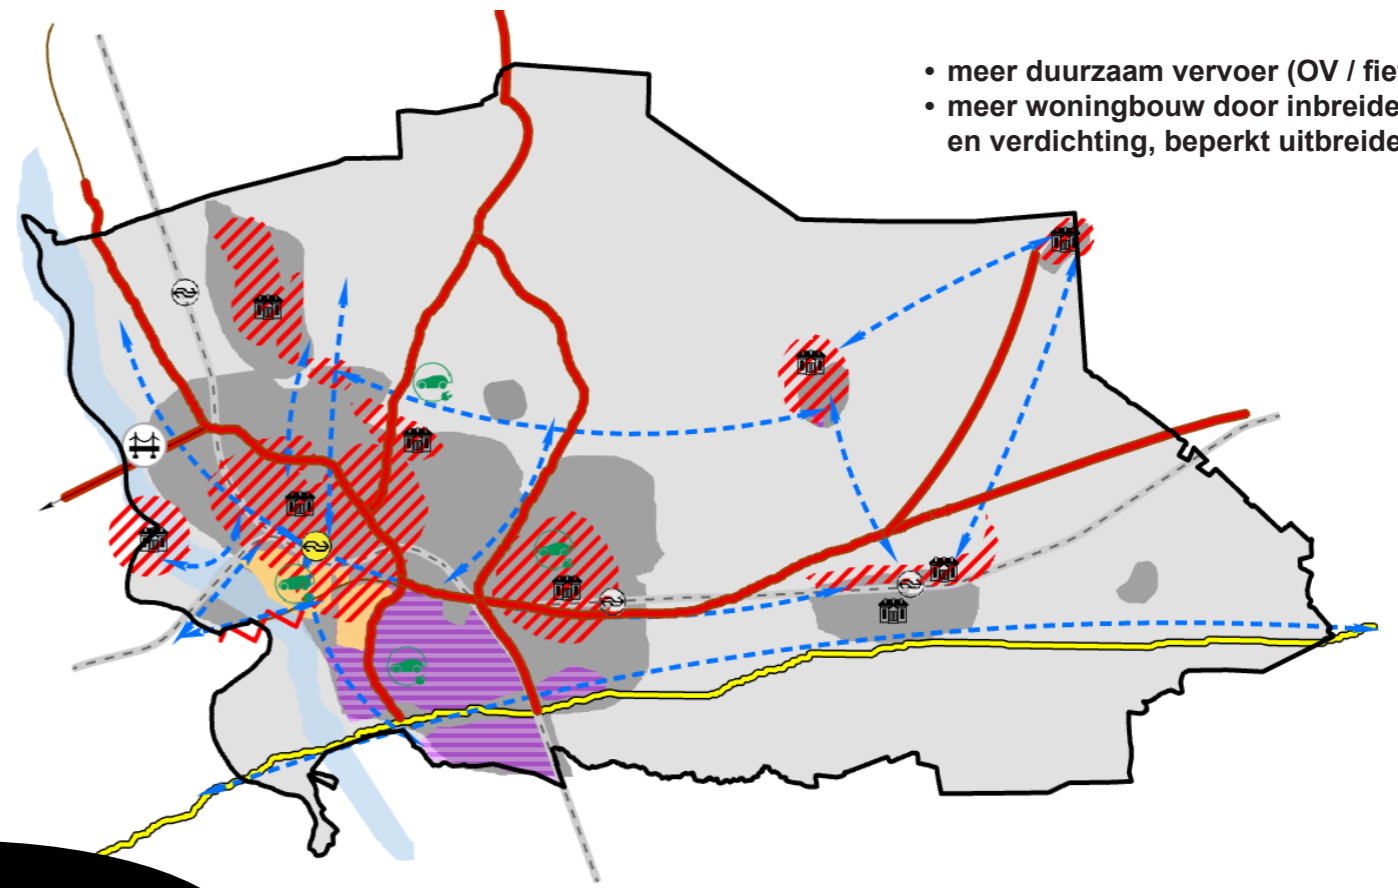 • meer duurzaam vervoer (OV / fie
• meer woningbouw door inbreide
en verdichting, beperkt uitbreide